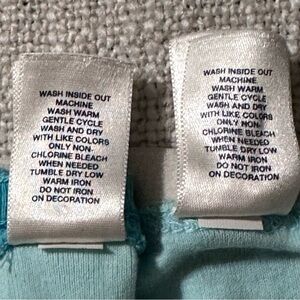 WASH INSIDE OUT
MACHINE
WASH WARM
GENTLE CYCLE
WASH AND DRY
WITH LIKE COLORS
ONLY NON-
CHLORINE BLEACH
WHEN NEEDED
TUMBLE DRY LOW
WARM IRON
DO NOT IRON
ON DECORATION
WASH INSIDE OUT
MACHINE
WASH WARM
GENTLE CYCLE
WASH AND DRY
WITH LIKE COLORS
ONLY NON-
CHLORINE BLEACH
WHEN NEEDED
TUMBLE DRY LOW
WARM IRON
DO NOT IRON
ON DECORATION